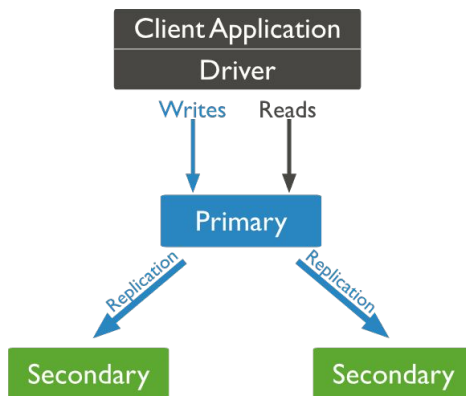 Client Application
Driver
Writes
Reads
Primary
Replication
Replication
Secondary
Secondary